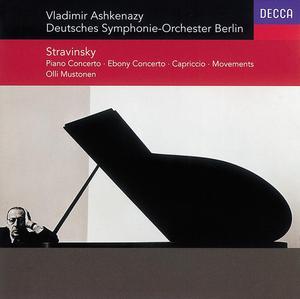 Vladimir Ashkenazy
Deutsches Symphonie-Orchester Berlin
DECCA
Stravinsky
Piano Concerto · Ebony Concerto · Capriccio · Movements
Olli Mustonen